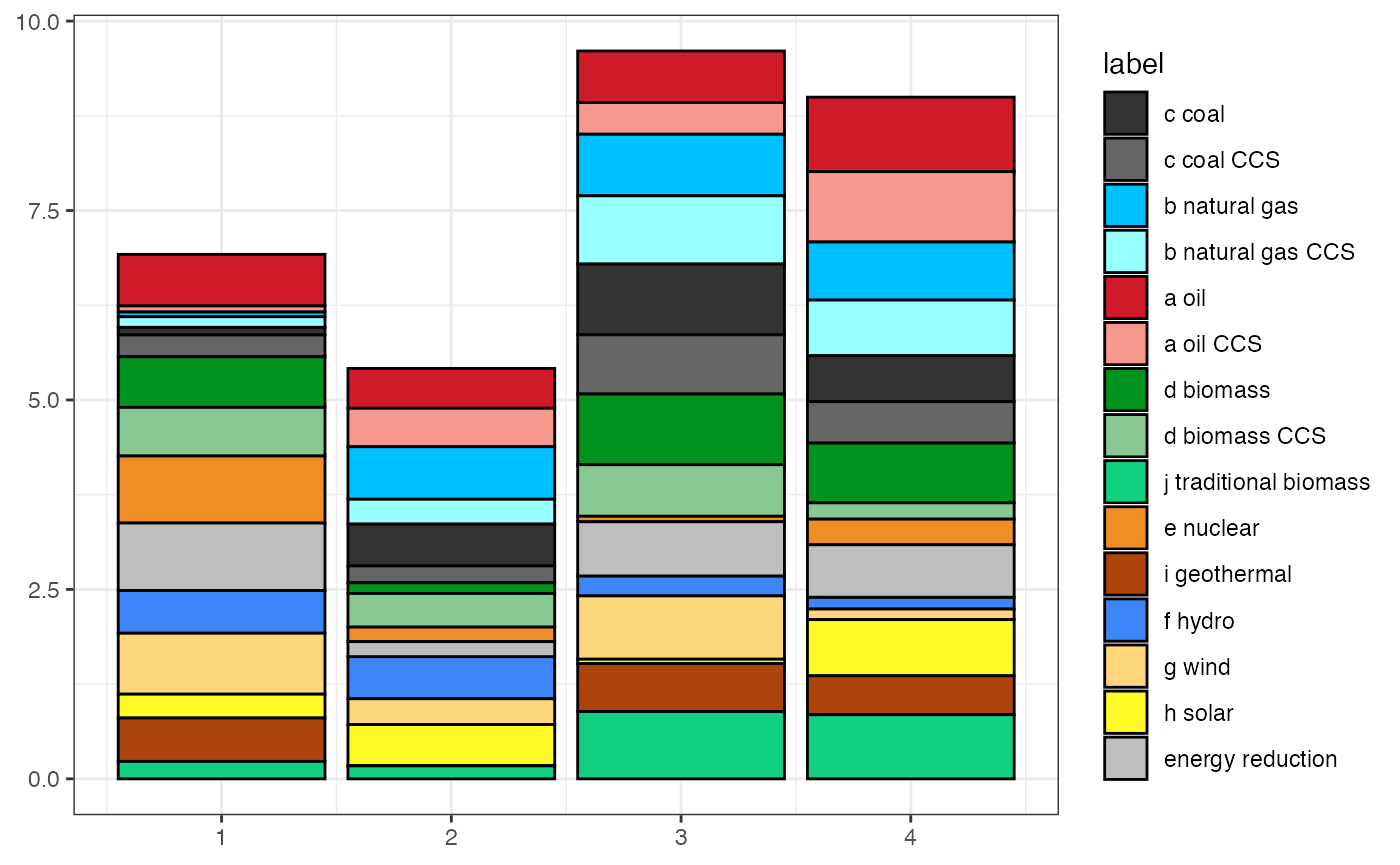 10.0
7.5
5.0
2.5
0.0
1
2
3
4
label
c coal
c coal CCS
b natural gas
b natural gas CCS
a oil
a oil CCS
d biomass
d biomass CCS
j traditional biomass
e nuclear
i geothermal
f hydro
g wind
h solar
energy reduction